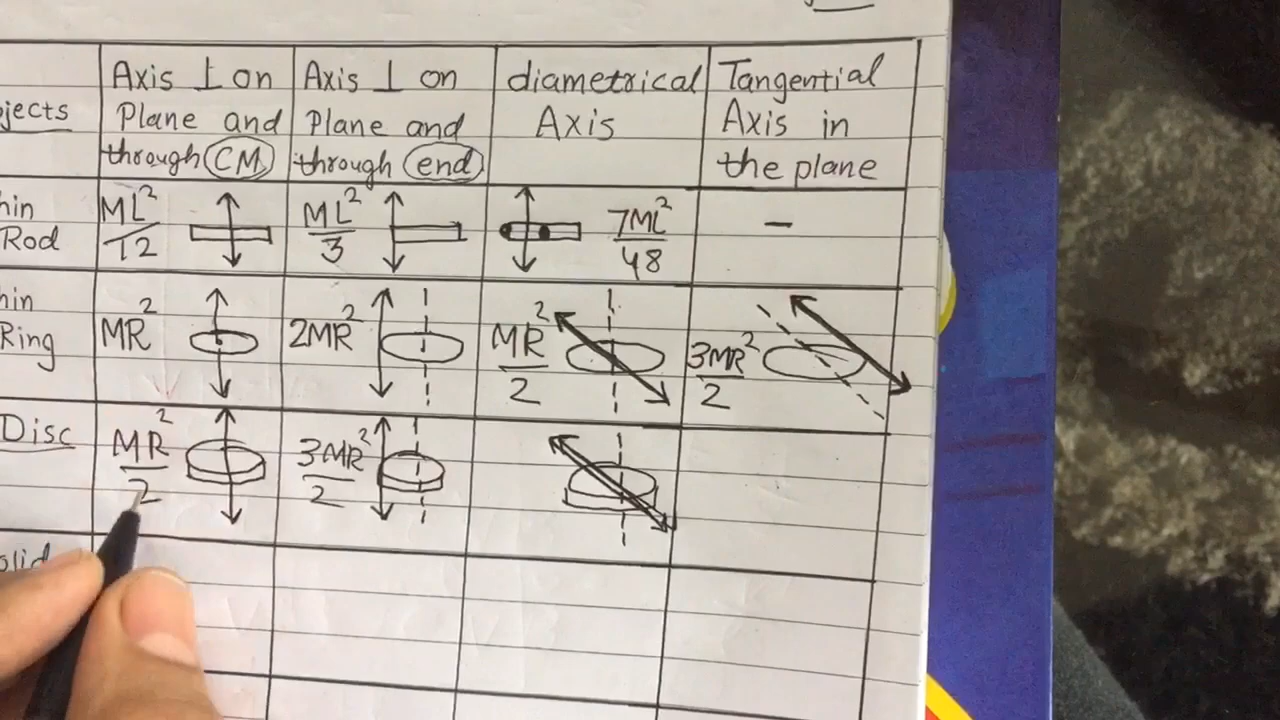 Axis ⊥ on
Plane and
through CM
Axis ⊥ on
Plane and
through end
diametrical
Axis
Tangential
Axis in
the plane
jects
hin
Rod
ML²/12
ML²/3
7ML²/48
–
hin
Ring
MR²
2MR²
MR²/2
3MR²/2
Disc
MR²/2
3MR²/2
olid